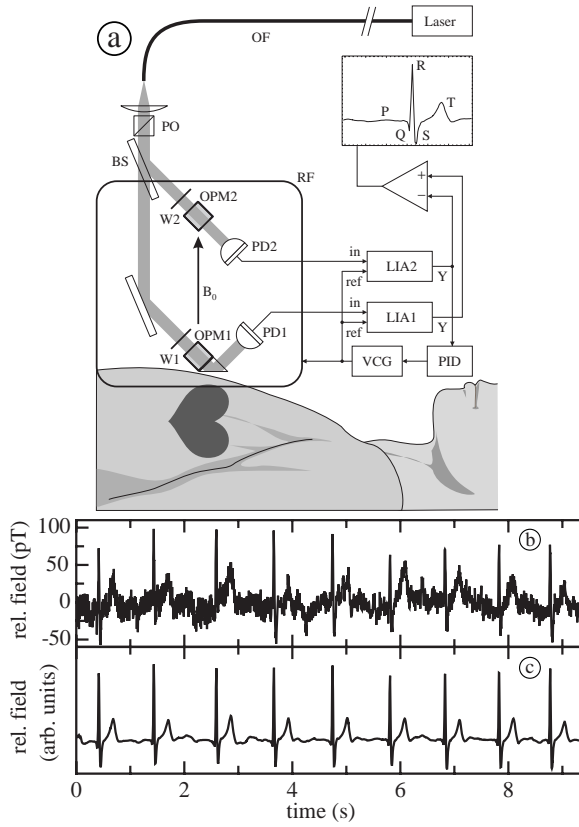 a
Laser
OF
R
P
T
Q
S
PO
BS
RF
OPM2
W2
PD2
+
−
in
LIA2
ref
Y
B0
in
LIA1
ref
Y
OPM1
PD1
W1
VCG
PID
rel. field (pT)
100
50
0
-50
b
rel. field
(arb. units)
c
0
2
4
6
8
time (s)